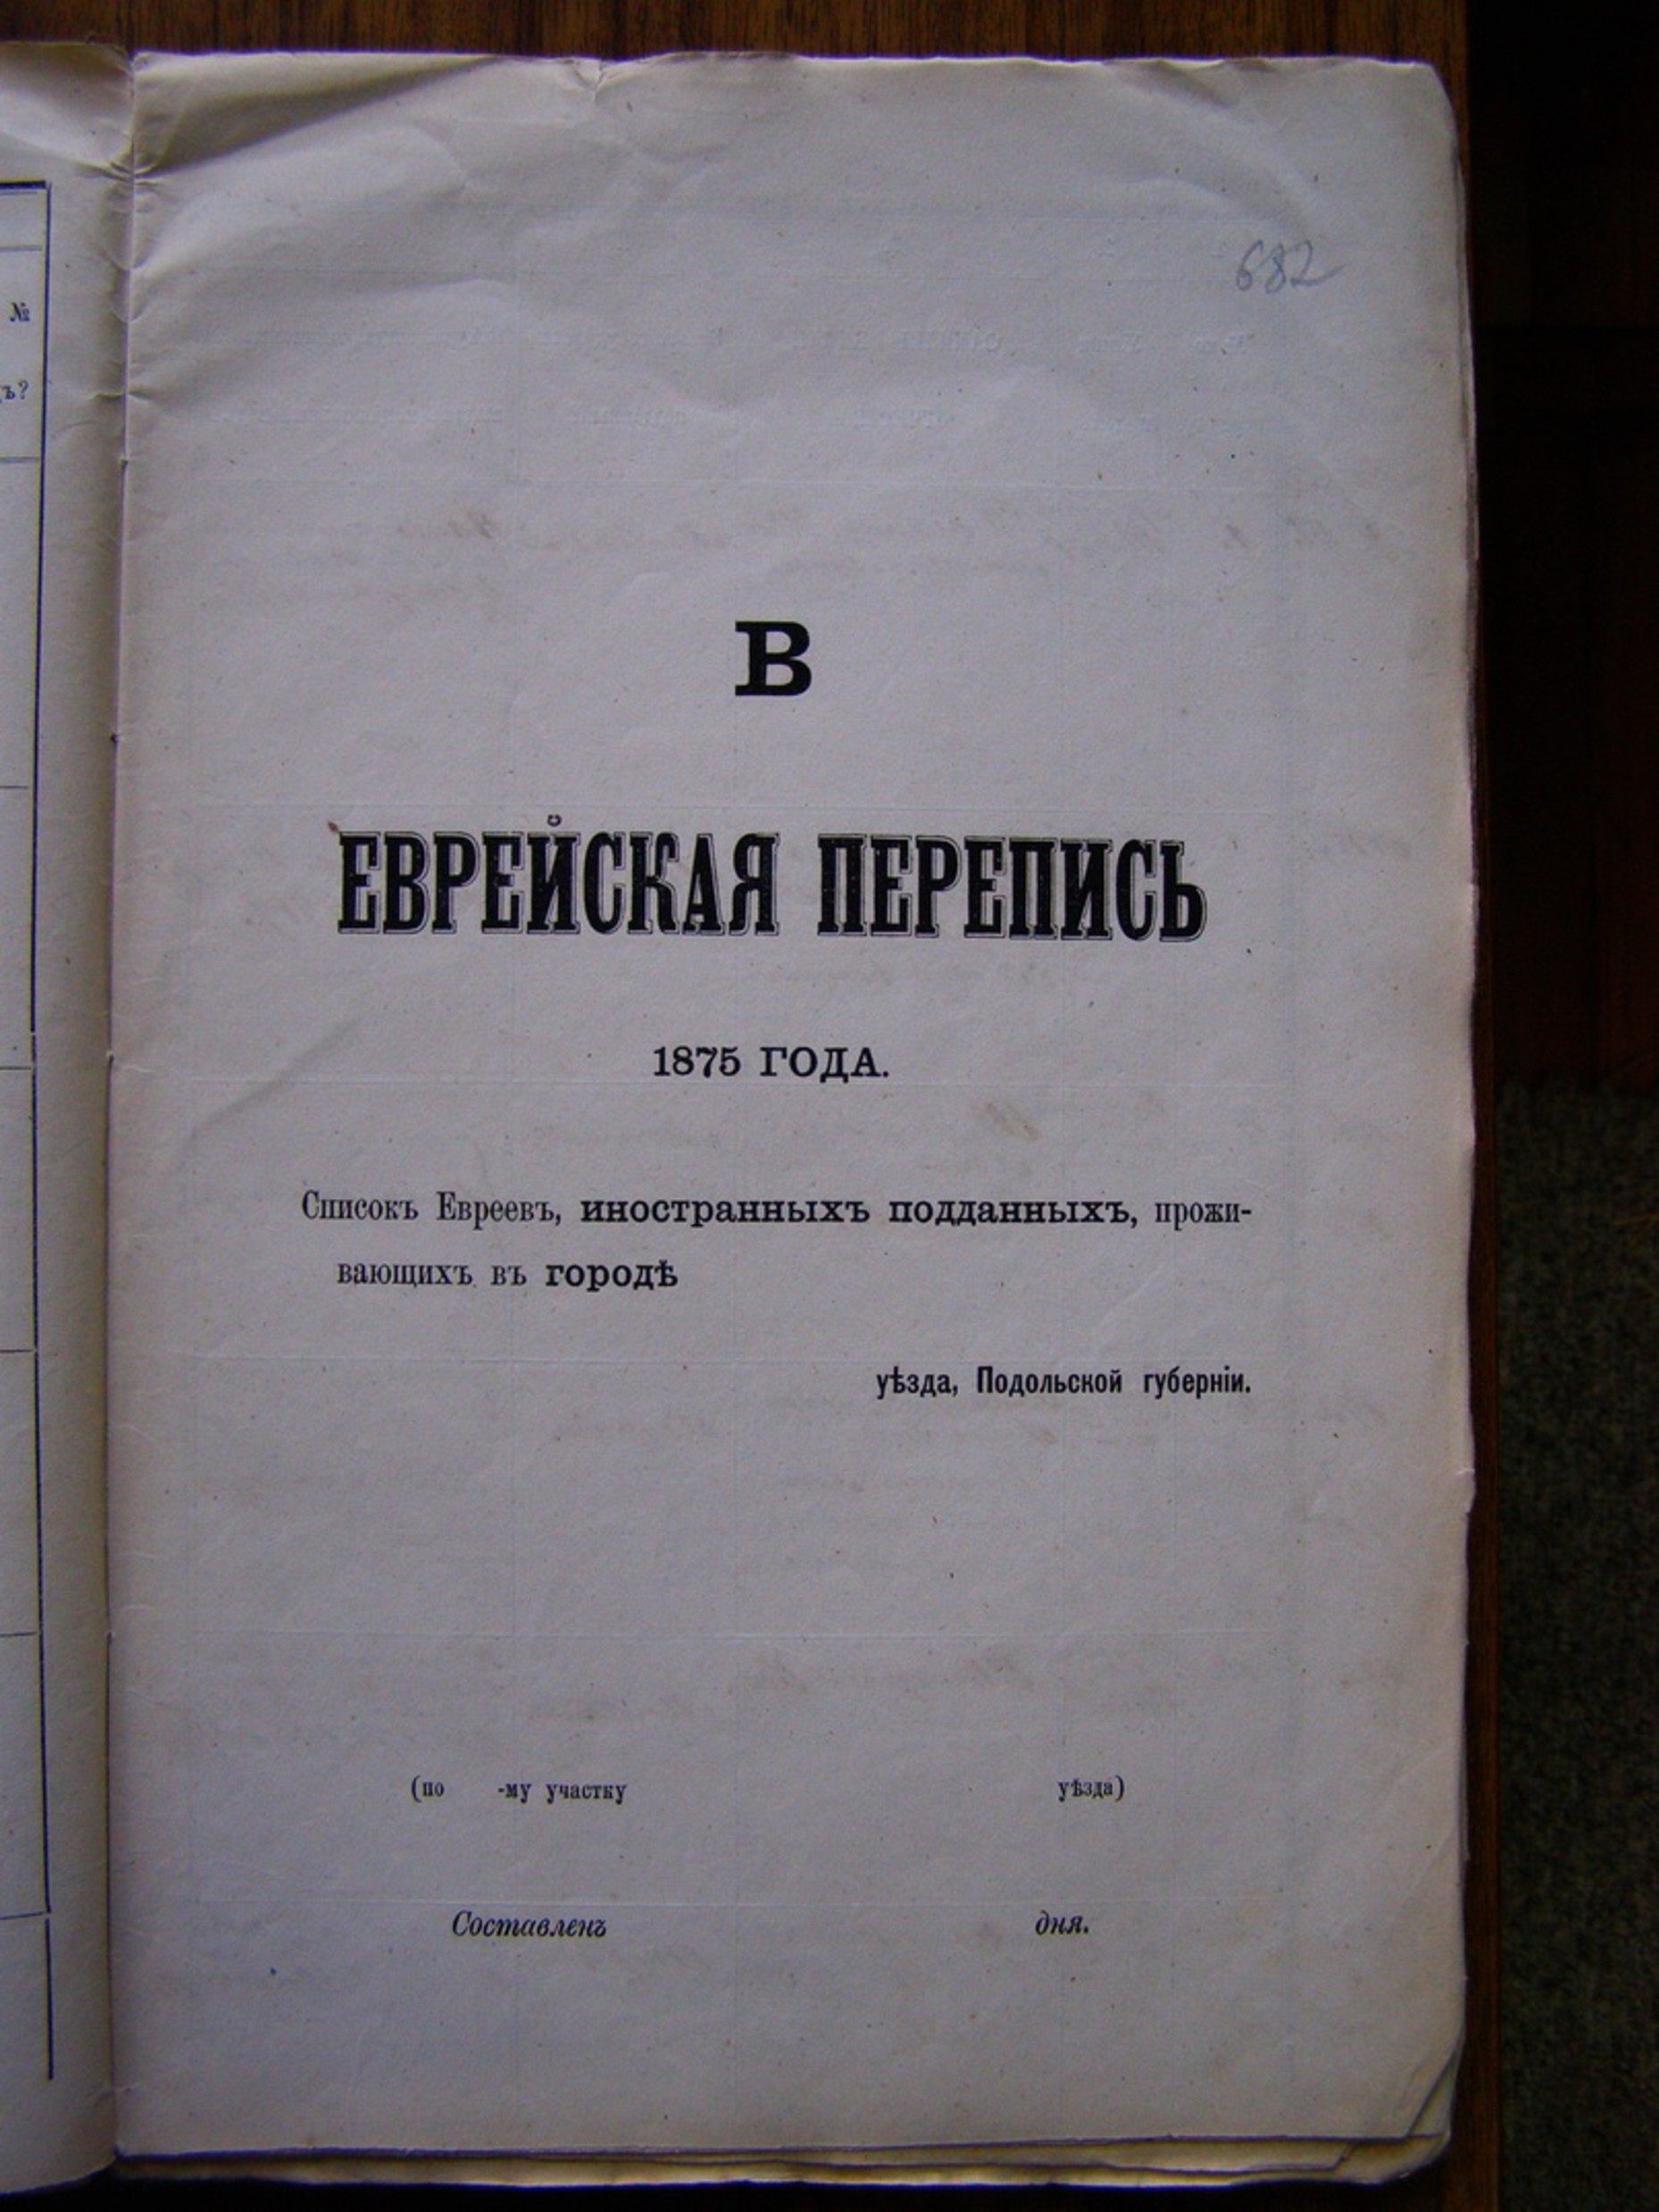 №
ъ?
682
В
ЕВРЕЙСКАЯ ПЕРЕПИСЬ
1875 ГОДА.
Списокъ Евреевъ, иностранныхъ подданныхъ, прожи-
вающихъ въ городѣ
уѣзда, Подольской губерніи.
(по -му участку уѣзда)
Составленъ дня.